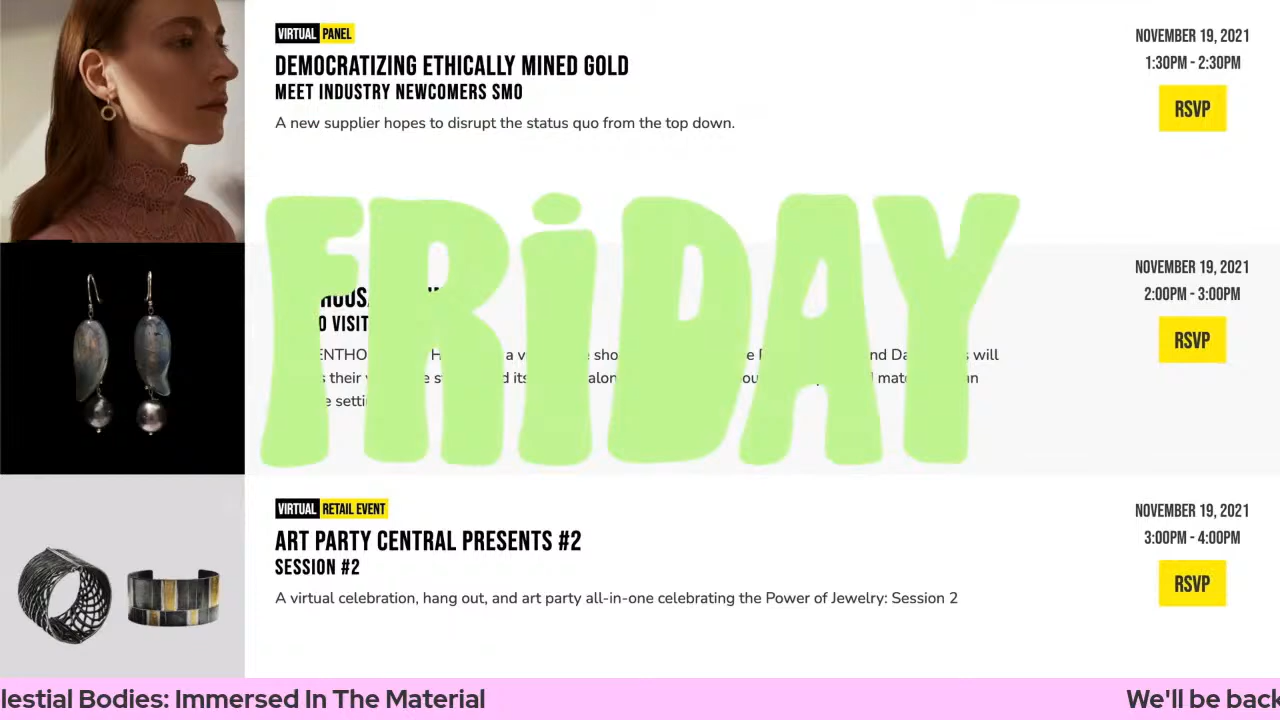 VIRTUAL PANEL
DEMOCRATIZING ETHICALLY MINED GOLD
MEET INDUSTRY NEWCOMERS SMO
A new supplier hopes to disrupt the status quo from the top down.
NOVEMBER 19, 2021
1:30PM - 2:30PM
RSVP
FRiDAY
VISIT
a
will
their
NOVEMBER 19, 2021
2:00PM - 3:00PM
RSVP
VIRTUAL RETAIL EVENT
ART PARTY CENTRAL PRESENTS #2
SESSION #2
A virtual celebration, hang out, and art party all-in-one celebrating the Power of Jewelry: Session 2
NOVEMBER 19, 2021
3:00PM - 4:00PM
RSVP
lestial Bodies: Immersed In The Material
We'll be back